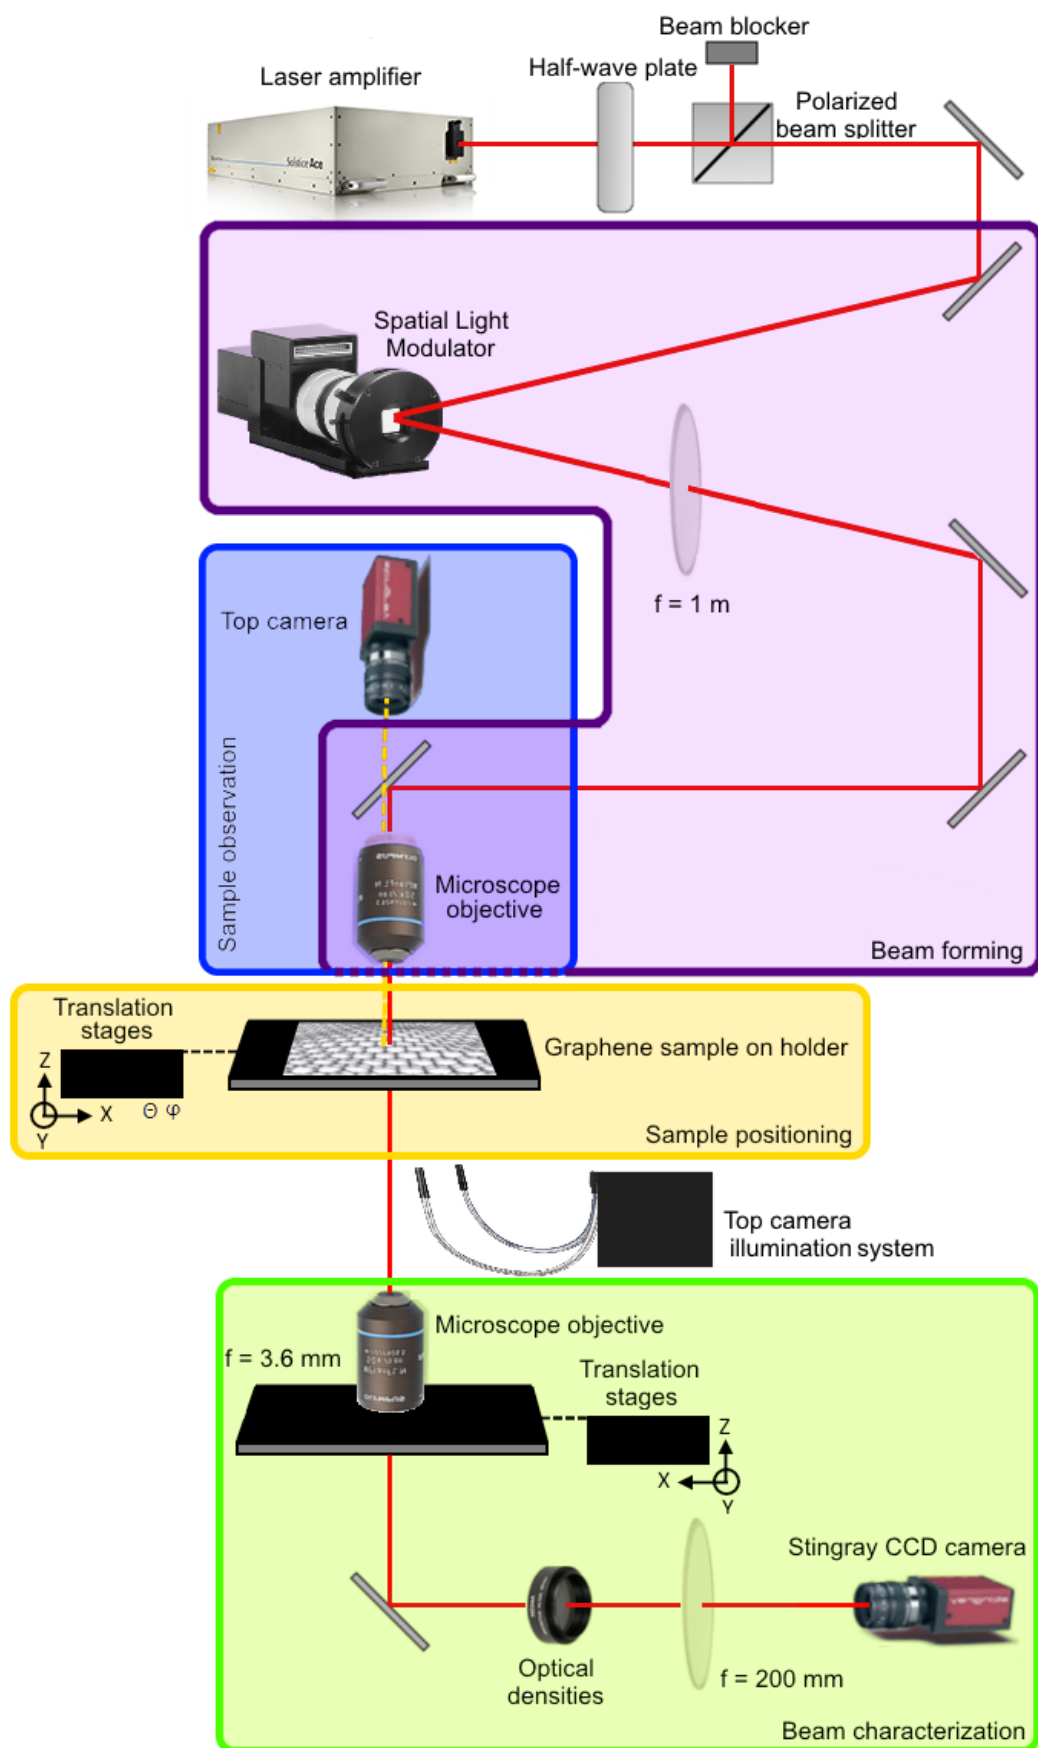 Beam blocker
Half-wave plate
Laser amplifier
Polarized
beam splitter
Solstice Ace
Spatial Light
Modulator
f = 1 m
Top camera
Sample observation
Microscope
objective
Beam forming
Translation
stages
Z
X
Y
Θ φ
Graphene sample on holder
Sample positioning
Top camera
illumination system
Microscope objective
f = 3.6 mm
Translation
stages
Z
X
Y
Stingray CCD camera
Optical
densities
f = 200 mm
Beam characterization